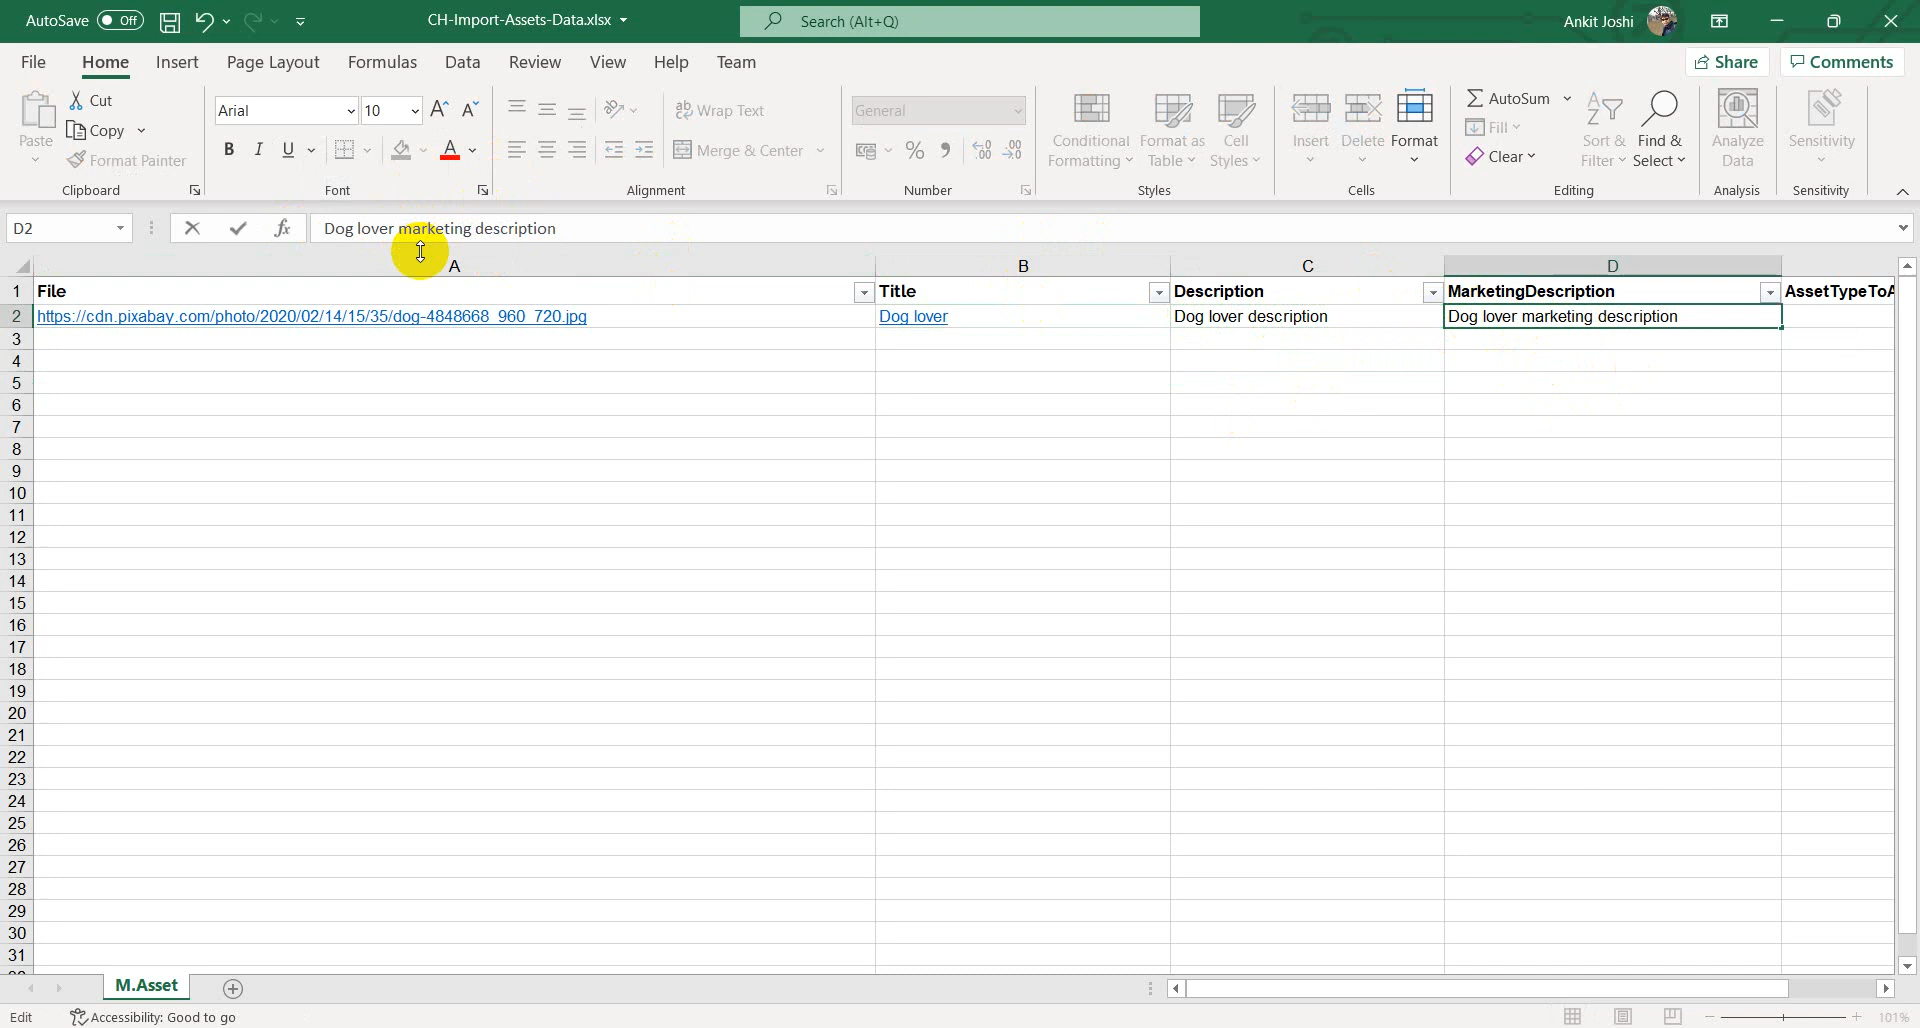 AutoSave Off CH-Import-Assets-Data.xlsx Search (Alt+Q) Ankit Joshi
File Home Insert Page Layout Formulas Data Review View Help Team Share Comments
Paste Cut Copy Format Painter
Clipboard
Arial 10
B I U A
Font
Wrap Text
Merge & Center
Alignment
General
%
Number
Conditional Formatting Format as Table Cell Styles
Styles
Insert Delete Format
Cells
AutoSum
Fill
Clear
Sort & Filter Find & Select
Editing
Analyze Data
Analysis
Sensitivity
Sensitivity
D2 fx Dog lover marketing description
A B C D
1 File Title Description MarketingDescription AssetTypeToA
2 https://cdn.pixabay.com/photo/2020/02/14/15/35/dog-4848668_960_720.jpg Dog lover Dog lover description Dog lover marketing description
3
4
5
6
7
8
9
10
11
12
13
14
15
16
17
18
19
20
21
22
23
24
25
26
27
28
29
30
31
M.Asset
Edit Accessibility: Good to go 101%